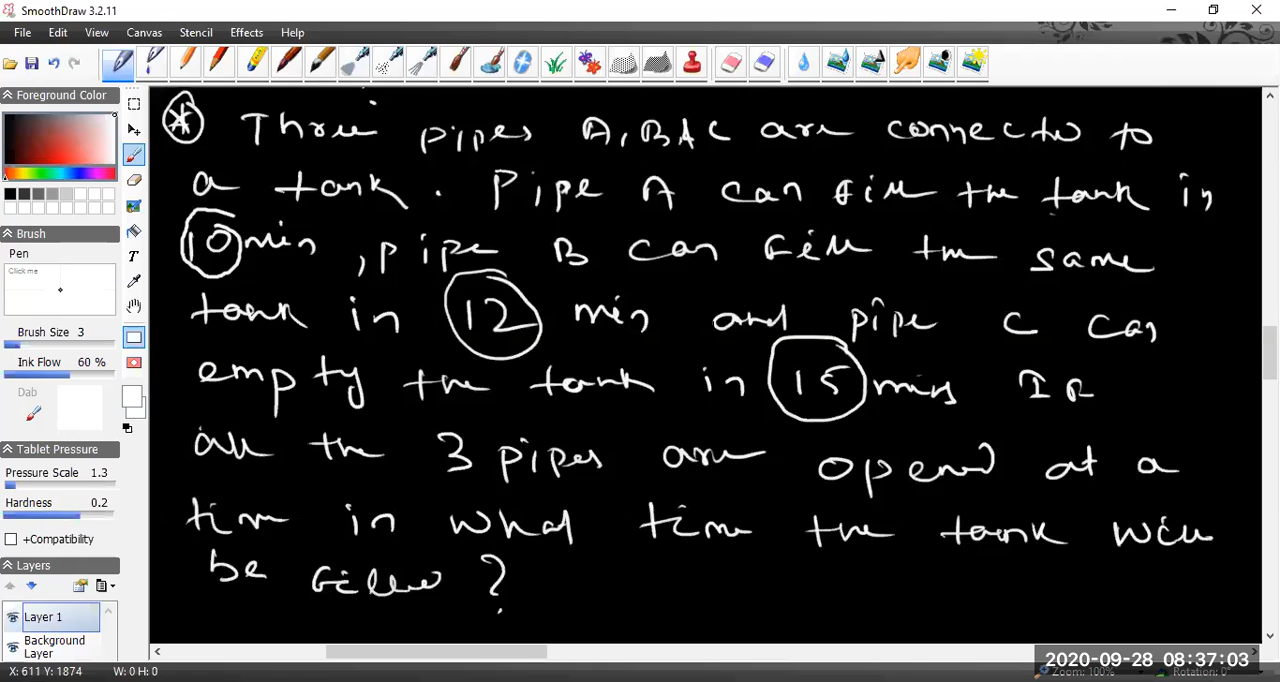 SmoothDraw 3.2.11
File Edit View Canvas Stencil Effects Help
Foreground Color
Brush
Pen
Click me
Brush Size 3
Ink Flow 60 %
Dab
Tablet Pressure
Pressure Scale 1.3
Hardness 0.2
+Compatibility
Layers
Layer 1
Background Layer
Three pipes A, B & C are connected to
a tank. Pipe A can fill the tank in
10 min, pipe B can fill the same
tank in 12 min and pipe C can
empty the tank in 15 mins If
all the 3 pipes are opened at a
time in what time the tank will
be filled ?
X: 611 Y: 1874 W: 0 H: 0
2020-09-28 08:37:03
Zoom: 100% Rotation: 0°